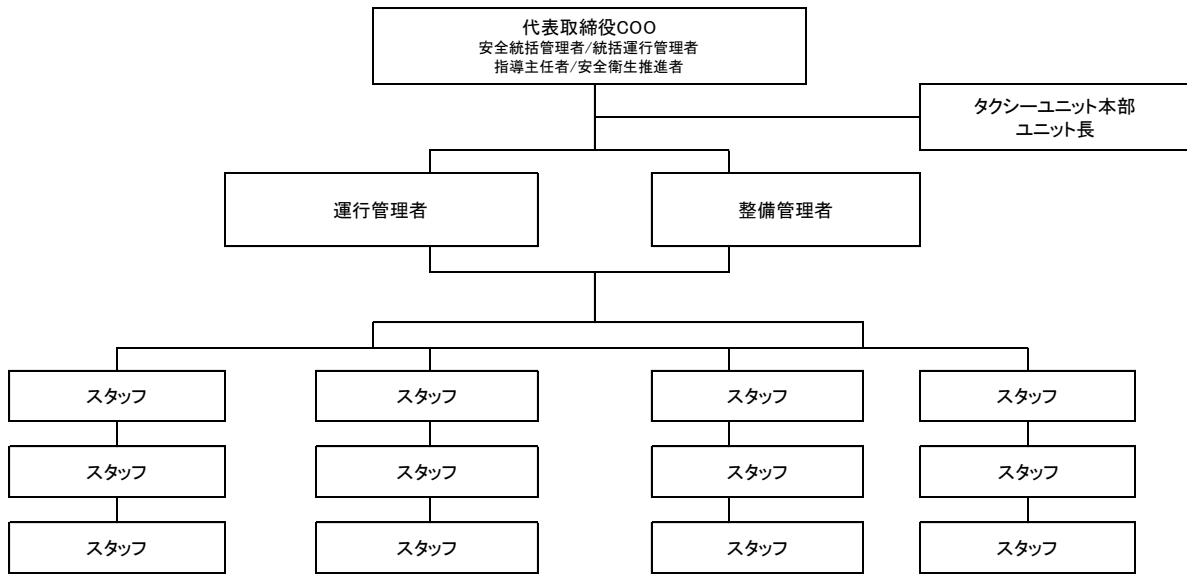 代表取締役COO
安全統括管理者/統括運行管理者
指導主任者/安全衛生推進者
タクシーユニット本部
ユニット長
運行管理者
整備管理者
スタッフ
スタッフ
スタッフ
スタッフ
スタッフ
スタッフ
スタッフ
スタッフ
スタッフ
スタッフ
スタッフ
スタッフ